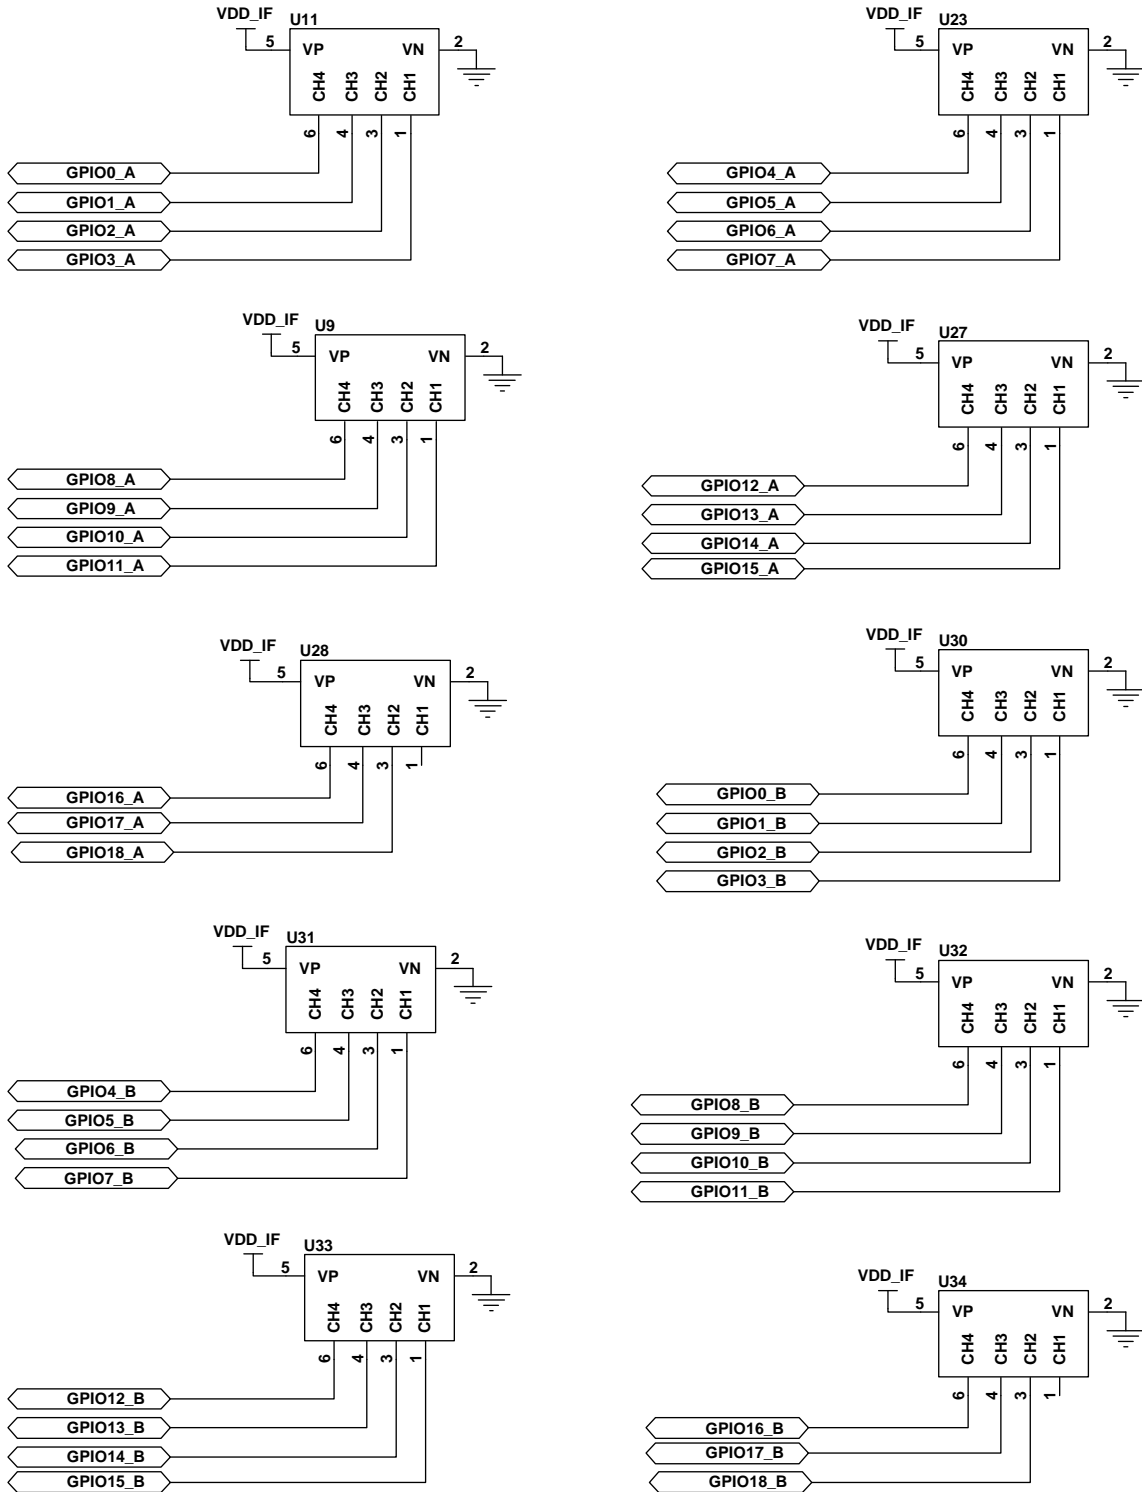 VDD_IF
U11
5 VP VN 2
CH4 CH3 CH2 CH1
6 4 3 1
GPIO0_A
GPIO1_A
GPIO2_A
GPIO3_A
VDD_IF
U23
5 VP VN 2
CH4 CH3 CH2 CH1
6 4 3 1
GPIO4_A
GPIO5_A
GPIO6_A
GPIO7_A
VDD_IF
U9
5 VP VN 2
CH4 CH3 CH2 CH1
6 4 3 1
GPIO8_A
GPIO9_A
GPIO10_A
GPIO11_A
VDD_IF
U27
5 VP VN 2
CH4 CH3 CH2 CH1
6 4 3 1
GPIO12_A
GPIO13_A
GPIO14_A
GPIO15_A
VDD_IF
U28
5 VP VN 2
CH4 CH3 CH2 CH1
6 4 3 1
GPIO16_A
GPIO17_A
GPIO18_A
VDD_IF
U30
5 VP VN 2
CH4 CH3 CH2 CH1
6 4 3 1
GPIO0_B
GPIO1_B
GPIO2_B
GPIO3_B
VDD_IF
U31
5 VP VN 2
CH4 CH3 CH2 CH1
6 4 3 1
GPIO4_B
GPIO5_B
GPIO6_B
GPIO7_B
VDD_IF
U32
5 VP VN 2
CH4 CH3 CH2 CH1
6 4 3 1
GPIO8_B
GPIO9_B
GPIO10_B
GPIO11_B
VDD_IF
U33
5 VP VN 2
CH4 CH3 CH2 CH1
6 4 3 1
GPIO12_B
GPIO13_B
GPIO14_B
GPIO15_B
VDD_IF
U34
5 VP VN 2
CH4 CH3 CH2 CH1
6 4 3 1
GPIO16_B
GPIO17_B
GPIO18_B